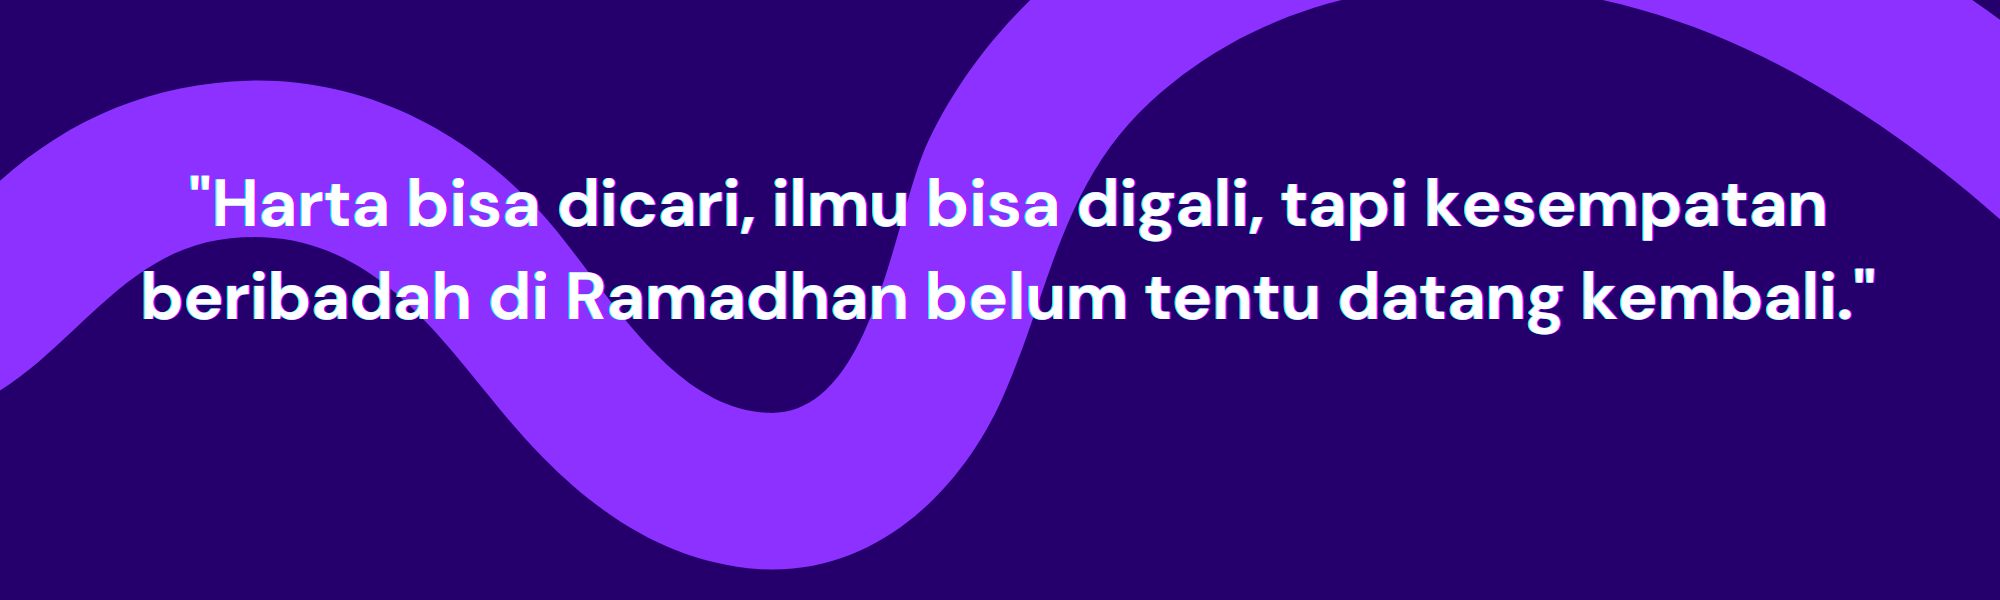 "Harta bisa dicari, ilmu bisa digali, tapi kesempatan
beribadah di Ramadhan belum tentu datang kembali."